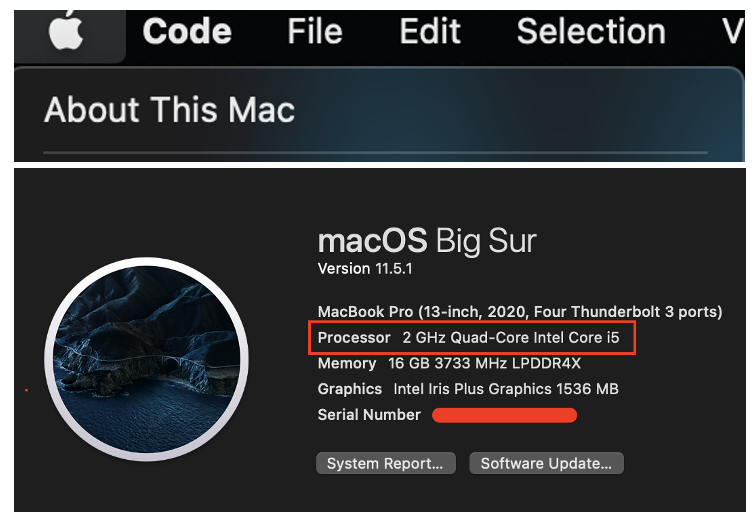 Code File Edit Selection V
About This Mac
macOS Big Sur
Version 11.5.1
MacBook Pro (13-inch, 2020, Four Thunderbolt 3 ports)
Processor 2 GHz Quad-Core Intel Core i5
Memory 16 GB 3733 MHz LPDDR4X
Graphics Intel Iris Plus Graphics 1536 MB
Serial Number
System Report... Software Update...